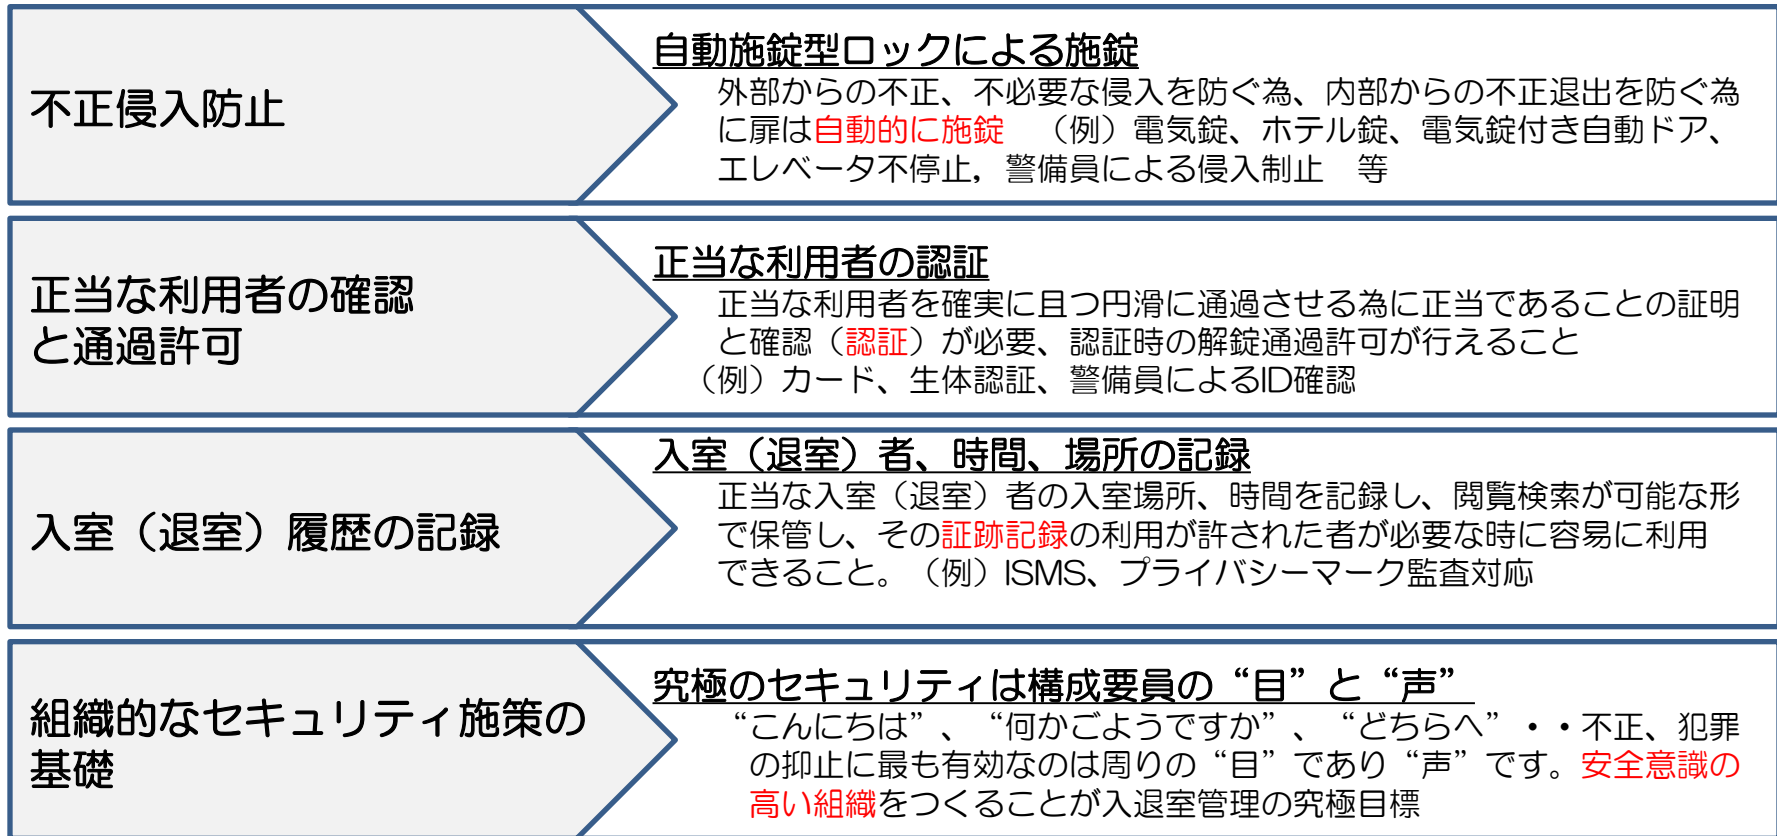 不正侵入防止
自動施錠型ロックによる施錠
外部からの不正、不必要な侵入を防ぐ為、内部からの不正退出を防ぐ為
に扉は自動的に施錠　（例）電気錠、ホテル錠、電気錠付き自動ドア、
エレベータ不停止，警備員による侵入制止　等
正当な利用者の確認
と通過許可
正当な利用者の認証
正当な利用者を確実に且つ円滑に通過させる為に正当であることの証明
と確認（認証）が必要、認証時の解錠通過許可が行えること
（例）カード、生体認証、警備員によるID確認
入室（退室）履歴の記録
入室（退室）者、時間、場所の記録
正当な入室（退室）者の入室場所、時間を記録し、閲覧検索が可能な形
で保管し、その証跡記録の利用が許された者が必要な時に容易に利用
できること。（例）ISMS、プライバシーマーク監査対応
組織的なセキュリティ施策の
基礎
究極のセキュリティは構成要員の“目”と“声”
“こんにちは”、“何かごようですか”、“どちらへ”・・不正、犯罪
の抑止に最も有効なのは周りの“目”であり“声”です。安全意識の
高い組織をつくることが入退室管理の究極目標